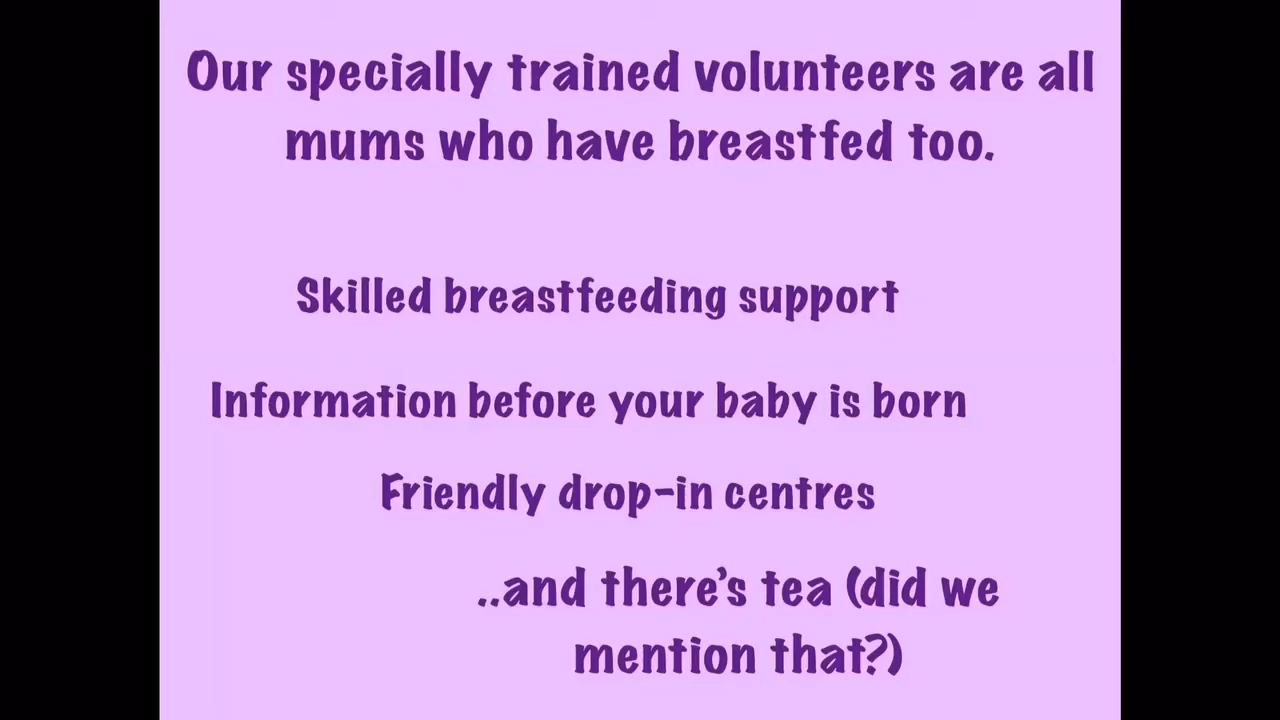 Our specially trained volunteers are all
mums who have breastfed too.
Skilled breastfeeding support
Information before your baby is born
Friendly drop-in centres
..and there’s tea (did we
mention that?)